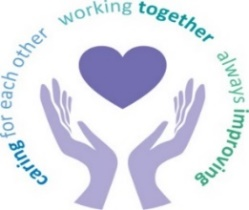 caring for each other
working together
always improving